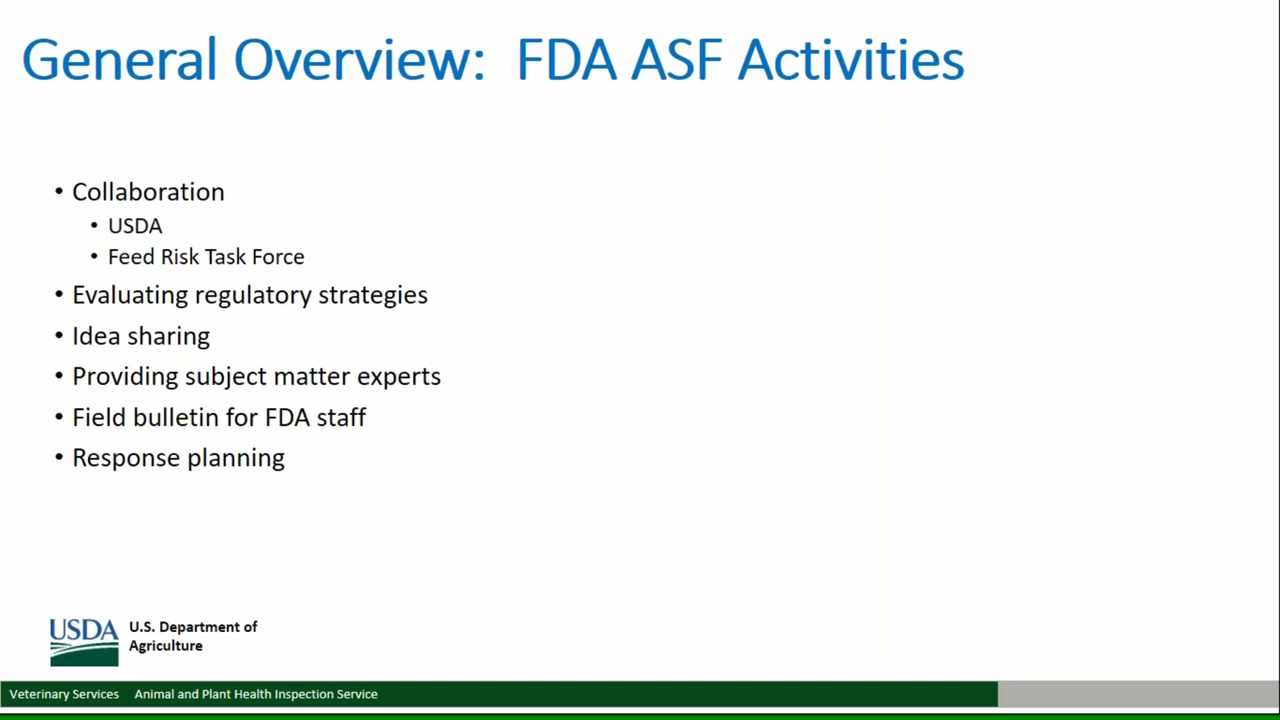 General Overview:  FDA ASF Activities
• Collaboration
• USDA
• Feed Risk Task Force
• Evaluating regulatory strategies
• Idea sharing
• Providing subject matter experts
• Field bulletin for FDA staff
• Response planning
USDA
U.S. Department of
Agriculture
Veterinary Services   Animal and Plant Health Inspection Service